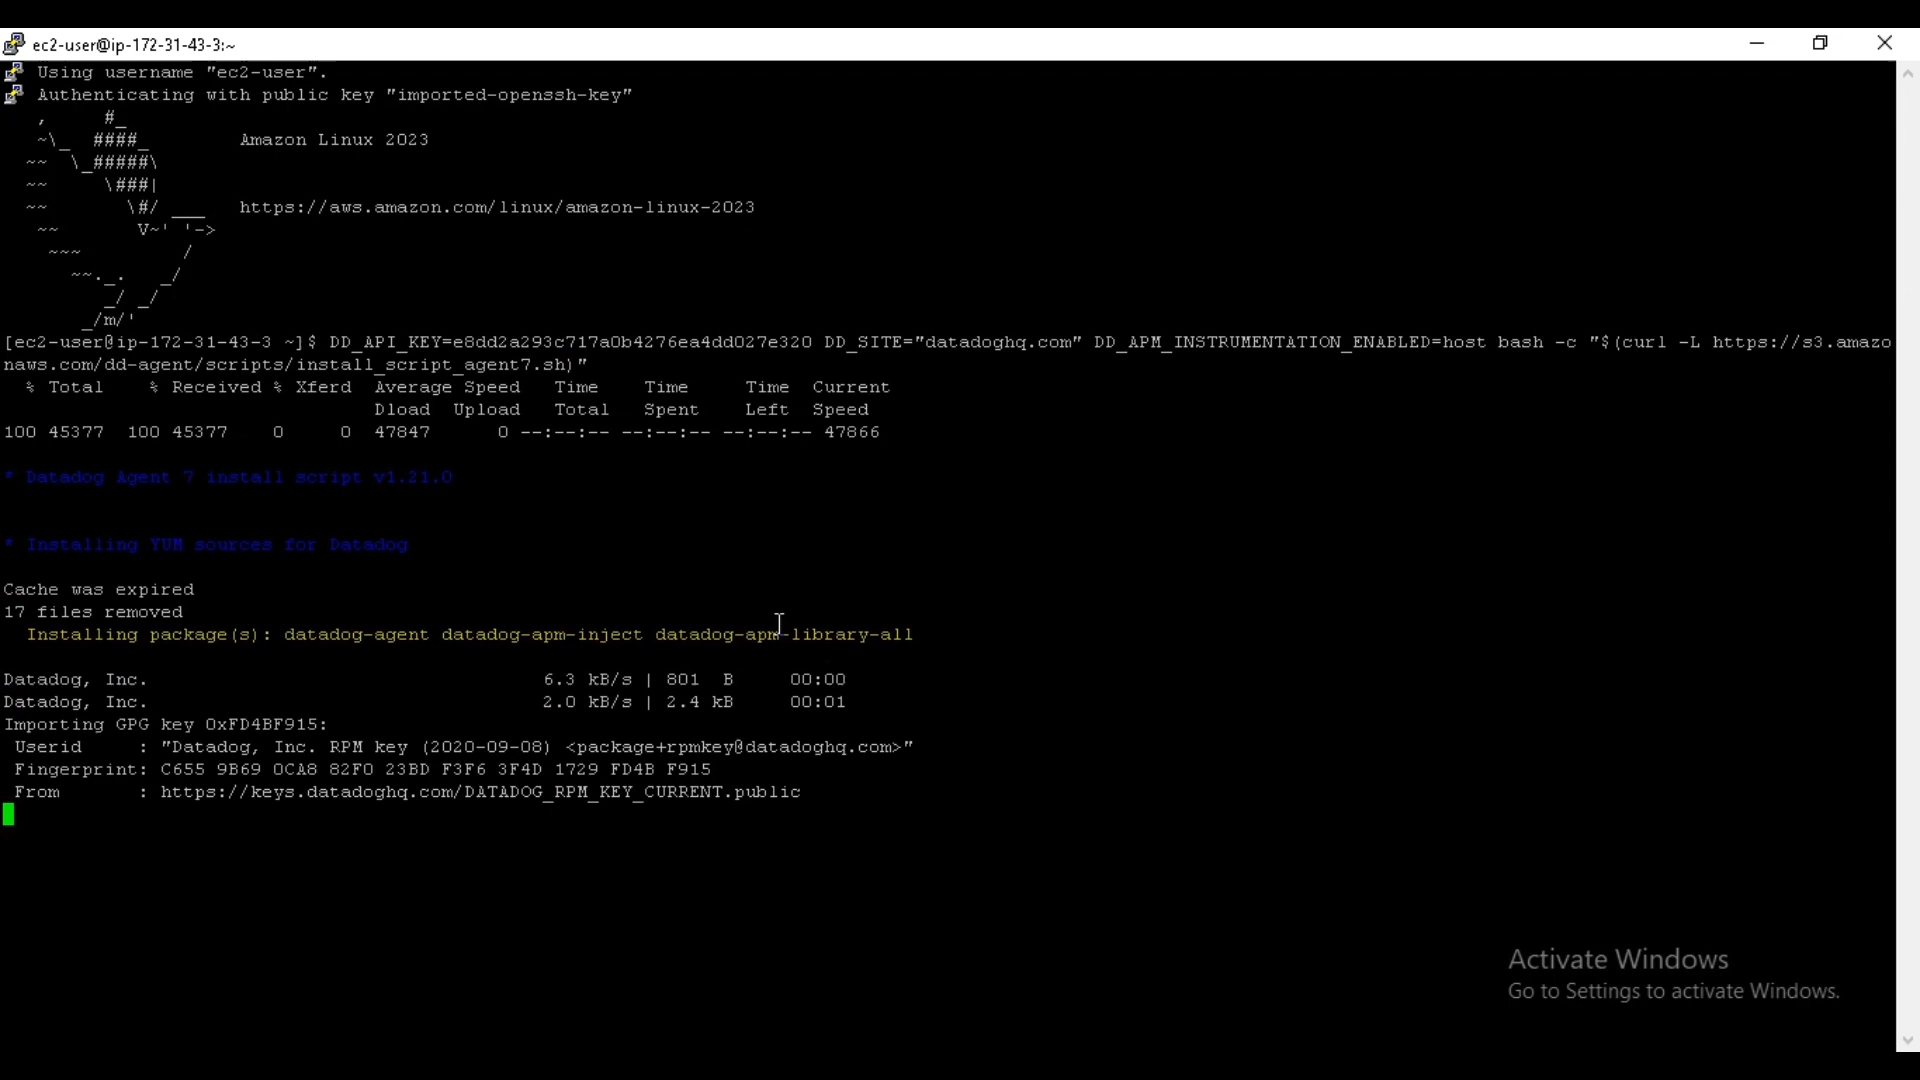 ec2-user@ip-172-31-43-3:~
Using username "ec2-user".
Authenticating with public key "imported-openssh-key"
   ,     #_
   ~\_  ####_        Amazon Linux 2023
  ~~  \_#####\
  ~~     \###|
  ~~       \#/ ___   https://aws.amazon.com/linux/amazon-linux-2023
   ~~       V~' '->
    ~~~         /
      ~~._.   _/
         _/ _/
       _/m/'
[ec2-user@ip-172-31-43-3 ~]$ DD_API_KEY=e8dd2a293c717a0b4276ea4dd027e320 DD_SITE="datadoghq.com" DD_APM_INSTRUMENTATION_ENABLED=host bash -c "$(curl -L https://s3.amazo
naws.com/dd-agent/scripts/install_script_agent7.sh)"
  % Total    % Received % Xferd  Average Speed   Time    Time     Time  Current
                                 Dload  Upload   Total   Spent    Left  Speed
100 45377  100 45377    0     0  47847      0 --:--:-- --:--:-- --:--:-- 47866
* Datadog Agent 7 install script v1.21.0
* Installing YUM sources for Datadog
Cache was expired
17 files removed
  Installing package(s): datadog-agent datadog-apm-inject datadog-apm-library-all
Datadog, Inc.                                   6.3 kB/s | 801  B     00:00
Datadog, Inc.                                   2.0 kB/s | 2.4 kB     00:01
Importing GPG key 0xFD4BF915:
 Userid     : "Datadog, Inc. RPM key (2020-09-08) <package+rpmkey@datadoghq.com>"
 Fingerprint: C655 9B69 0CA8 82F0 23BD F3F6 3F4D 1729 FD4B F915
 From       : https://keys.datadoghq.com/DATADOG_RPM_KEY_CURRENT.public
Activate Windows
Go to Settings to activate Windows.